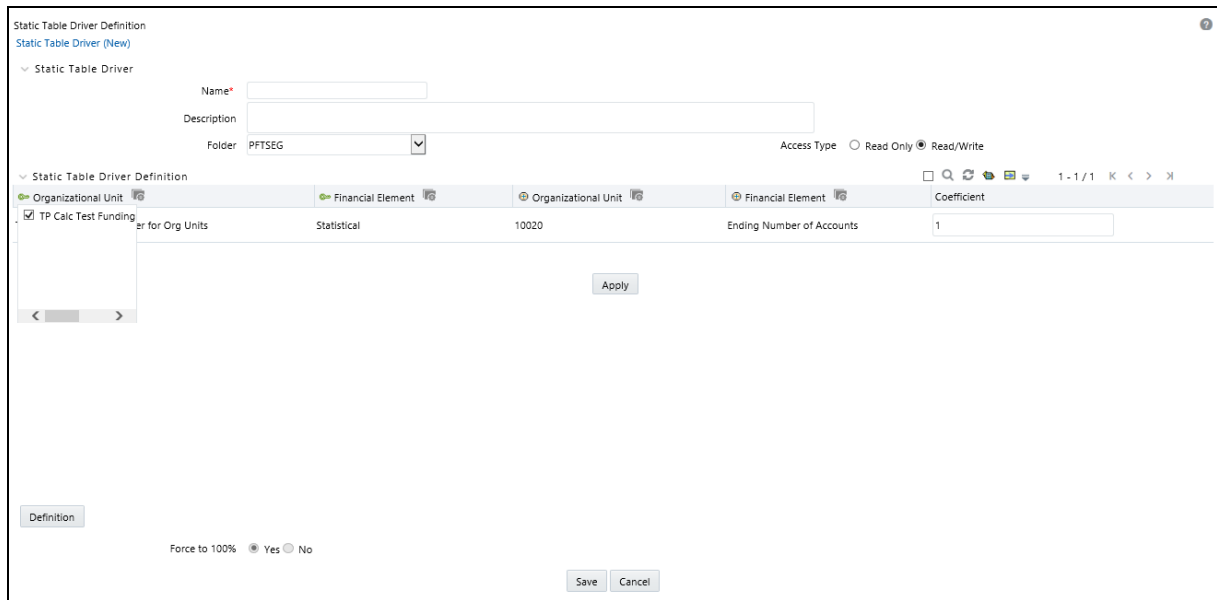 Static Table Driver Definition
Static Table Driver (New)
Static Table Driver
Name*
Description
Folder PFTSEG Access Type Read Only Read/Write
Static Table Driver Definition 1 - 1 / 1
Organizational Unit Financial Element Organizational Unit Financial Element Coefficient
TP Calc Test Funding
er for Org Units Statistical 10020 Ending Number of Accounts 1
Apply
Definition
Force to 100% Yes No
Save Cancel